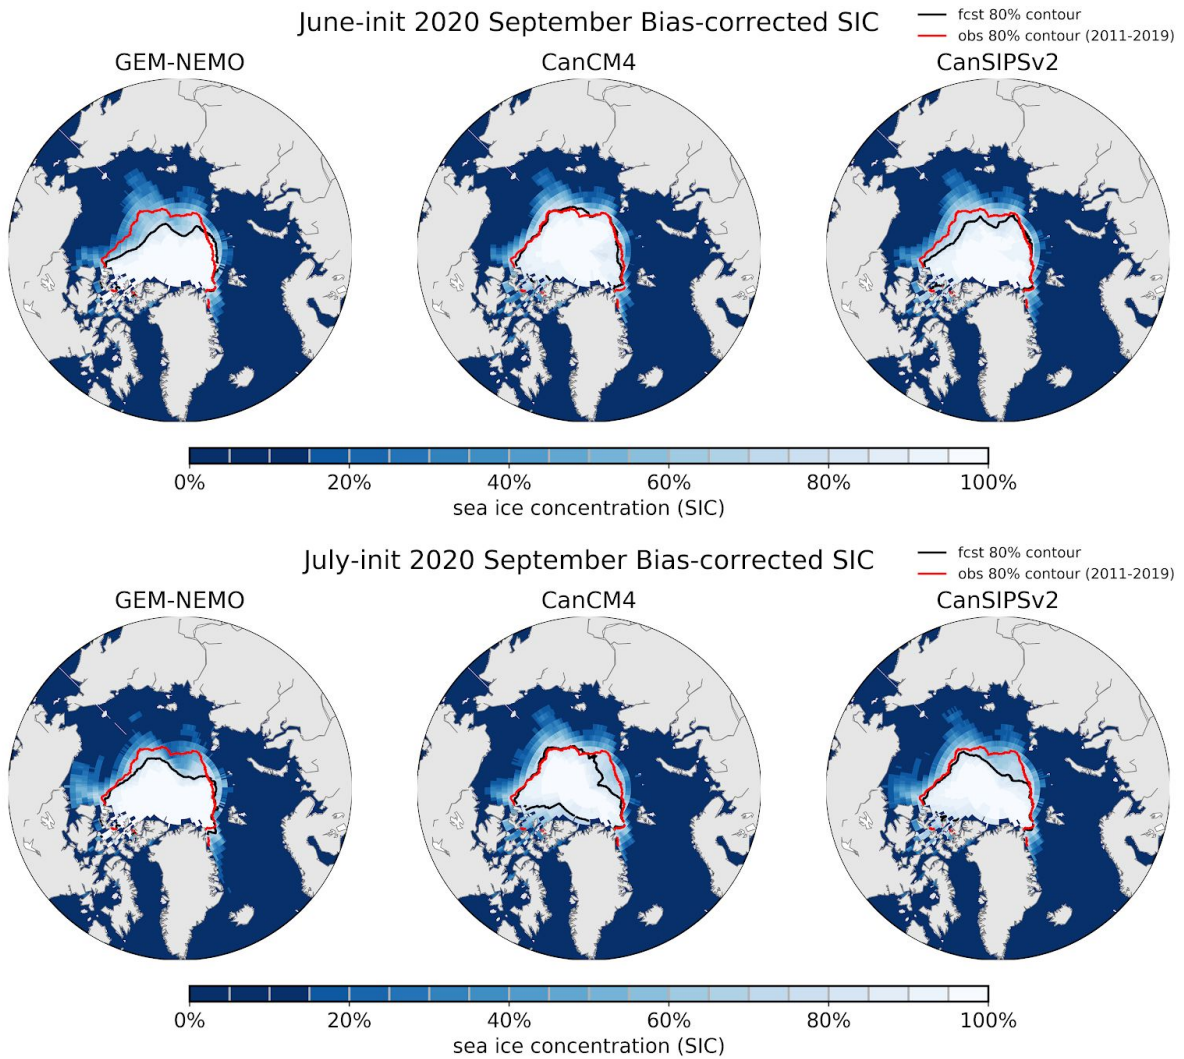 June-init 2020 September Bias-corrected SIC
fcst 80% contour
obs 80% contour (2011-2019)
GEM-NEMO
CanCM4
CanSIPSv2
0% 20% 40% 60% 80% 100%
sea ice concentration (SIC)
July-init 2020 September Bias-corrected SIC
fcst 80% contour
obs 80% contour (2011-2019)
GEM-NEMO
CanCM4
CanSIPSv2
0% 20% 40% 60% 80% 100%
sea ice concentration (SIC)